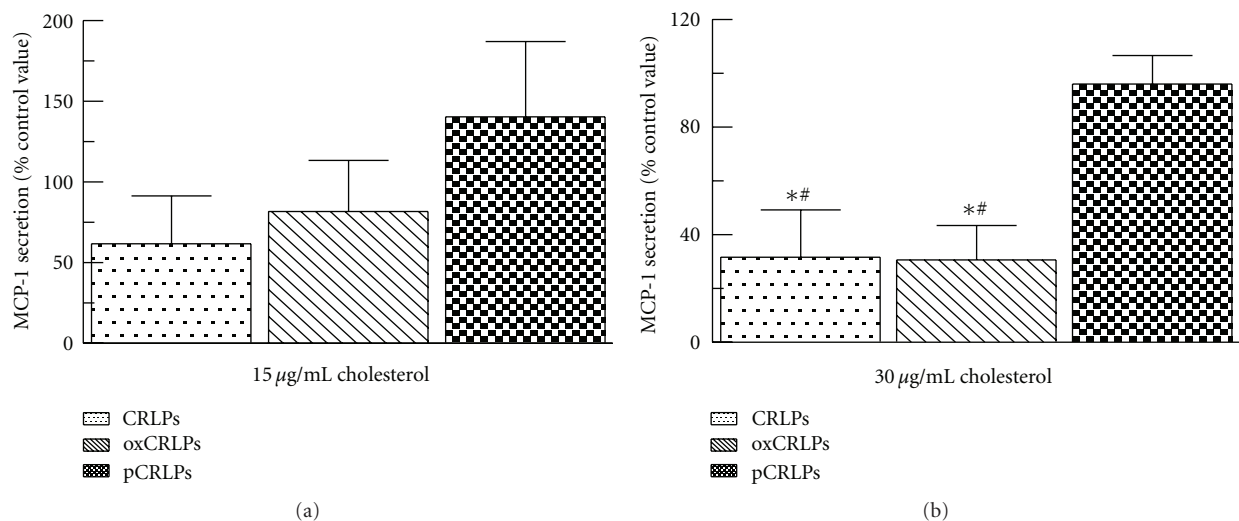 200
150
100
50
0
MCP-1 secretion (% control value)
15 µg/mL cholesterol
CRLPs
oxCRLPs
pCRLPs
(a)
120
80
40
0
MCP-1 secretion (% control value)
*#
*#
30 µg/mL cholesterol
CRLPs
oxCRLPs
pCRLPs
(b)